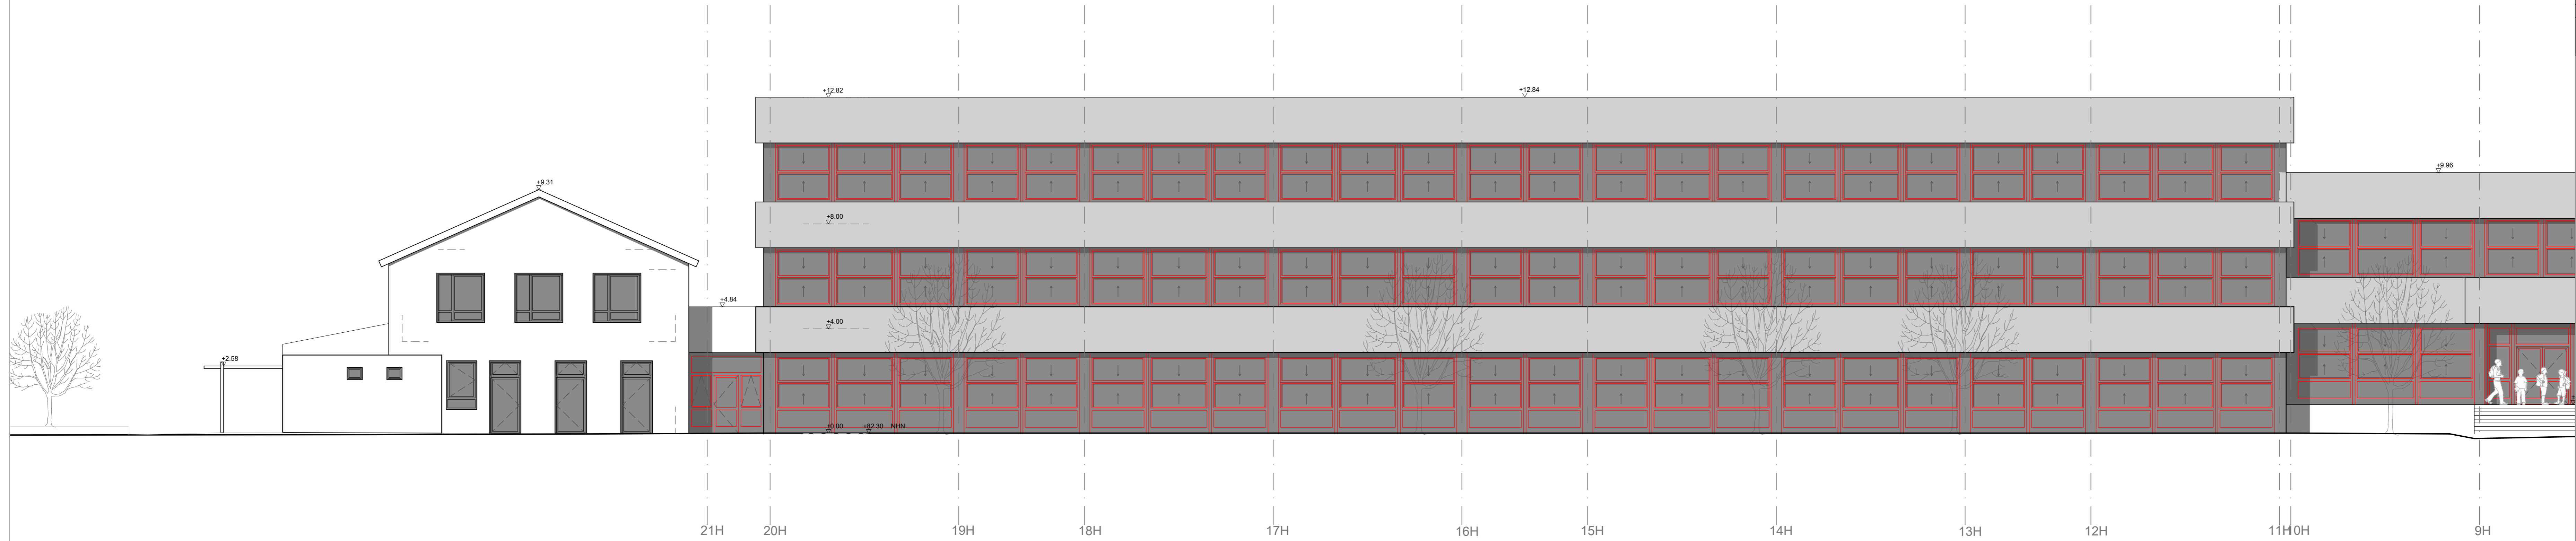 +12.82
+12.84
+9.96
+9.31
+8.00
+4.84
+4.00
+2.58
±0.00
+82.30 NHN
21H
20H
19H
18H
17H
16H
15H
14H
13H
12H
11H
10H
9H